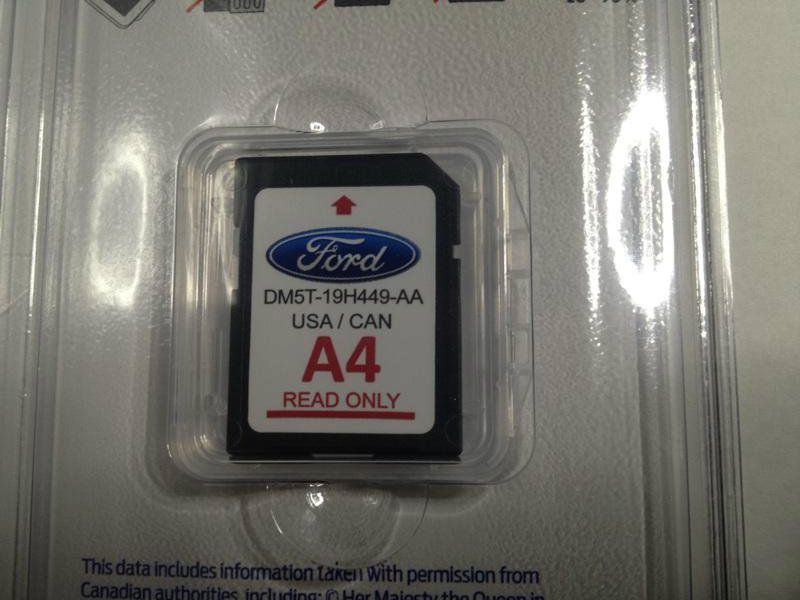 Ford
DM5T-19H449-AA
USA / CAN
A4
READ ONLY
This data includes information taken with permission from
Canadian authorities, including: © Her Majesty the Queen in